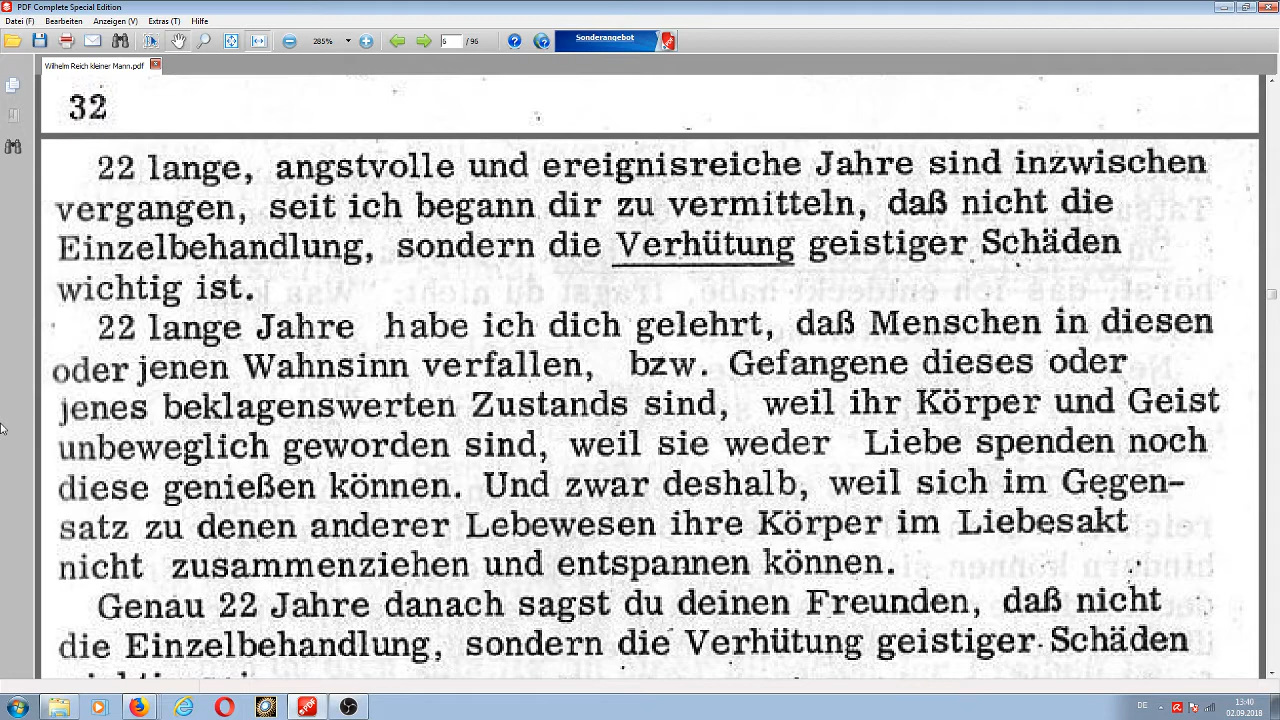 PDF Complete Special Edition
Datei (F) Bearbeiten Anzeigen (V) Extras (T) Hilfe
285% 5 / 95 Sonderangebot
Wilhelm Reich kleiner Mann.pdf
32
22 lange, angstvolle und ereignisreiche Jahre sind inzwischen
vergangen, seit ich begann dir zu vermitteln, daß nicht die
Einzelbehandlung, sondern die Verhütung geistiger Schäden
wichtig ist.
22 lange Jahre habe ich dich gelehrt, daß Menschen in diesen
oder jenen Wahnsinn verfallen, bzw. Gefangene dieses oder
jenes beklagenswerten Zustands sind, weil ihr Körper und Geist
unbeweglich geworden sind, weil sie weder Liebe spenden noch
diese genießen können. Und zwar deshalb, weil sich im Gegen-
satz zu denen anderer Lebewesen ihre Körper im Liebesakt
nicht zusammenziehen und entspannen können.
Genau 22 Jahre danach sagst du deinen Freunden, daß nicht
die Einzelbehandlung, sondern die Verhütung geistiger Schäden
DE 13:40
02.09.2018